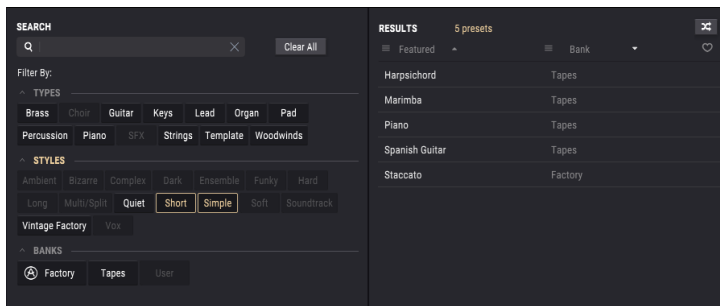 SEARCH
Clear All
Filter By:
TYPES
Brass Choir Guitar Keys Lead Organ Pad
Percussion Piano SFX Strings Template Woodwinds
STYLES
Ambient Bizarre Complex Dark Ensemble Funky Hard
Long Multi/Split Quiet Short Simple Soft Soundtrack
Vintage Factory Vox
BANKS
Factory Tapes User
RESULTS 5 presets
Featured Bank
Harpsichord Tapes
Marimba Tapes
Piano Tapes
Spanish Guitar Tapes
Staccato Factory